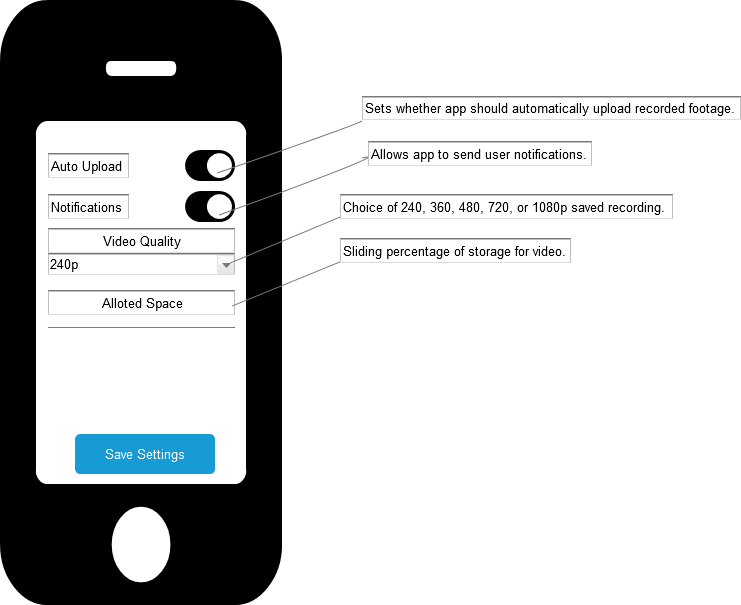 Sets whether app should automatically upload recorded footage.
Auto Upload
Allows app to send user notifications.
Notifications
Choice of 240, 360, 480, 720, or 1080p saved recording.
Video Quality
240p
Sliding percentage of storage for video.
Alloted Space
Save Settings